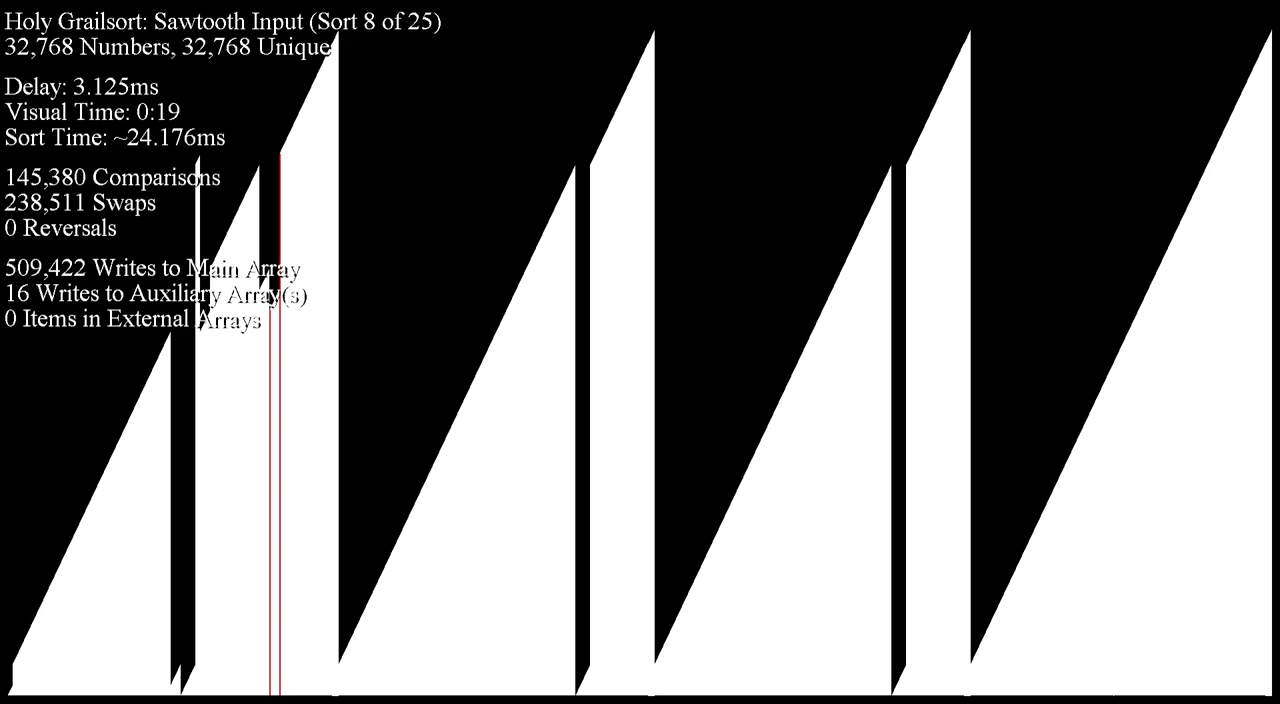 Holy Grailsort: Sawtooth Input (Sort 8 of 25)
32,768 Numbers, 32,768 Unique
Delay: 3.125ms
Visual Time: 0:19
Sort Time: ~24.176ms
145,380 Comparisons
238,511 Swaps
0 Reversals
509,422 Writes to Main Array
16 Writes to Auxiliary Array(s)
0 Items in External Arrays